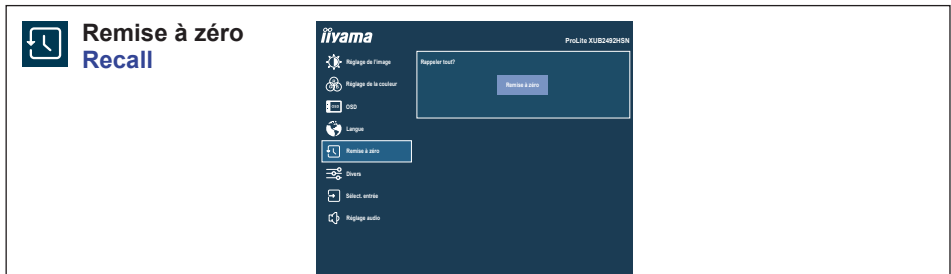 Remise à zéro
Recall
iiyama
ProLite XUB2492HSN
Réglage de l'image
Rappeler tout?
Réglage de la couleur
Remise à zéro
OSD
Langue
Remise à zéro
Divers
Sélect. entrée
Réglage audio